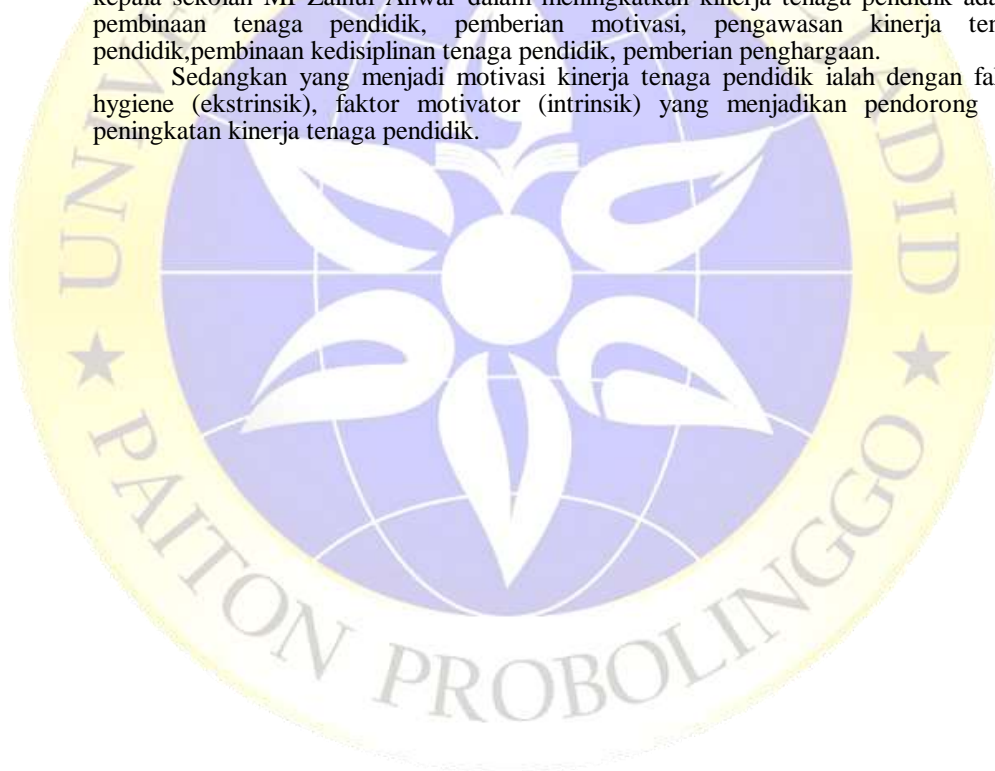 kepala sekolah MI Zainul Anwar dalam meningkatkan kinerja tenaga pendidik ada
pembinaan tenaga pendidik, pemberian motivasi, pengawasan kinerja ten
pendidik,pembinaan kedisiplinan tenaga pendidik, pemberian penghargaan.
Sedangkan yang menjadi motivasi kinerja tenaga pendidik ialah dengan
hygiene (ekstrinsik), faktor motivator (intrinsik) yang menjadikan pendorong
peningkatan kinerja tenaga pendidik.
★ PAITON PROBOLINGGO ★